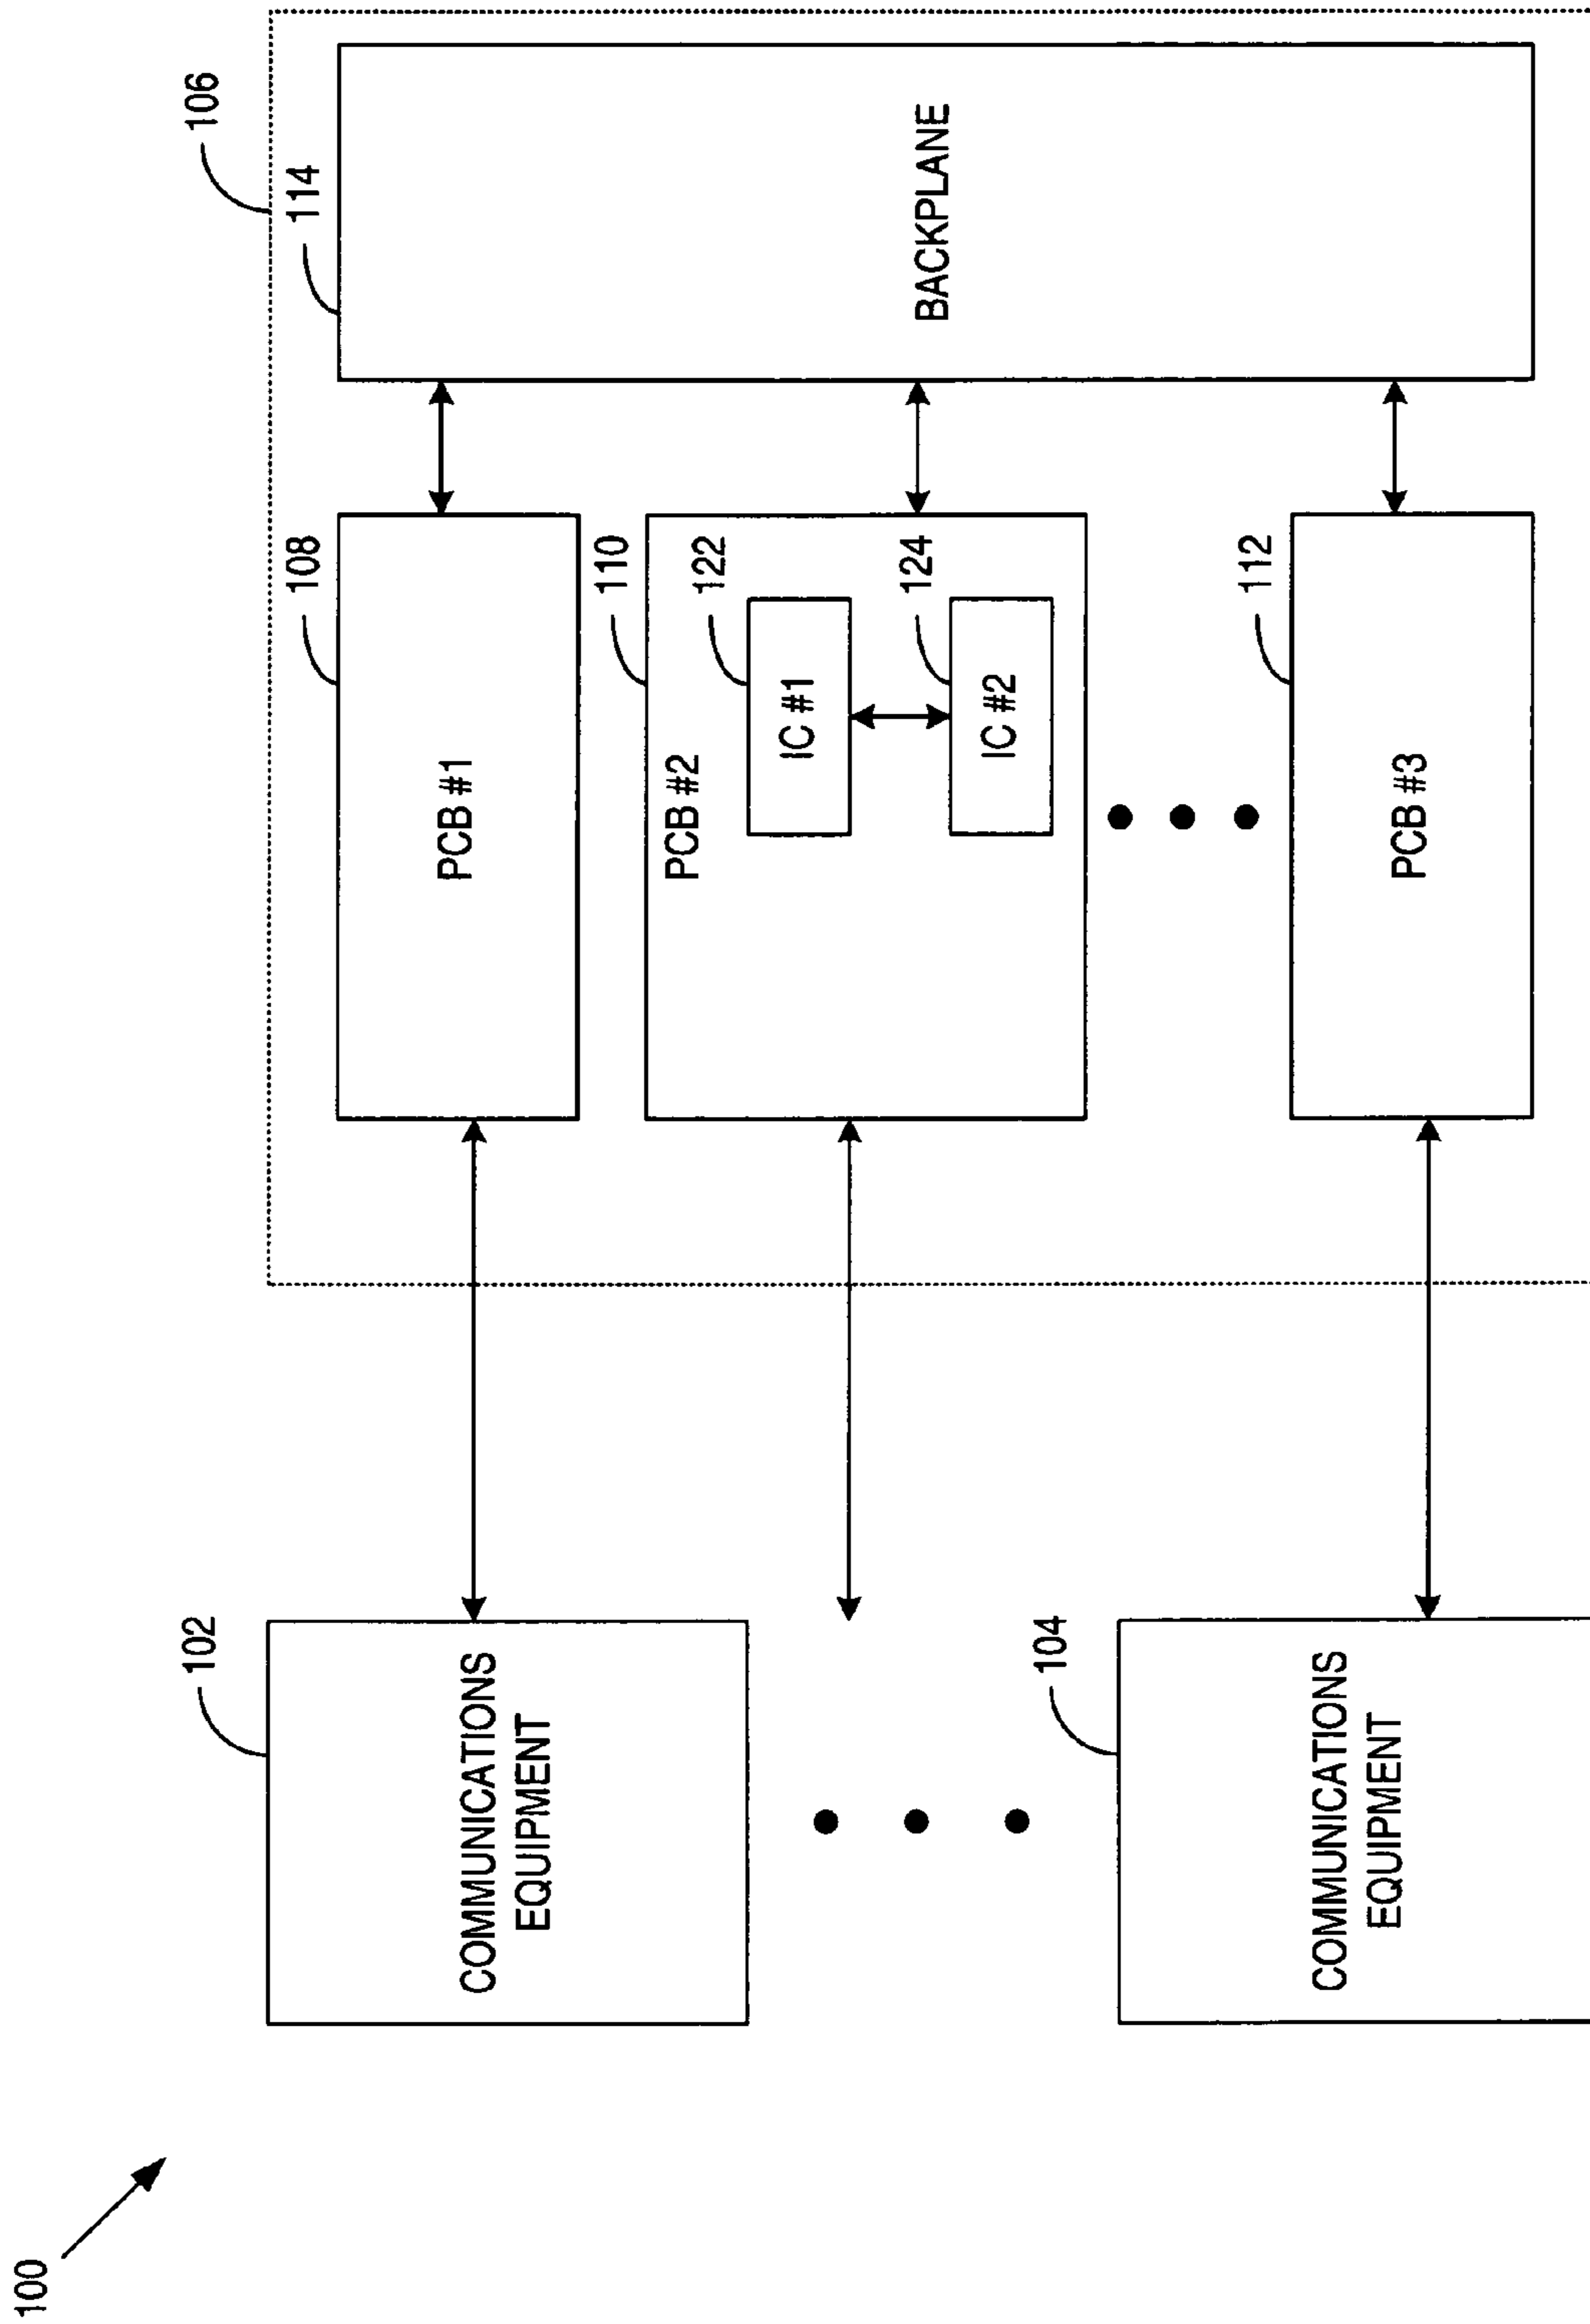 100
102
COMMUNICATIONS
EQUIPMENT
104
COMMUNICATIONS
EQUIPMENT
106
108
PCB #1
110
PCB #2
122
IC #1
124
IC #2
112
PCB #3
114
BACKPLANE